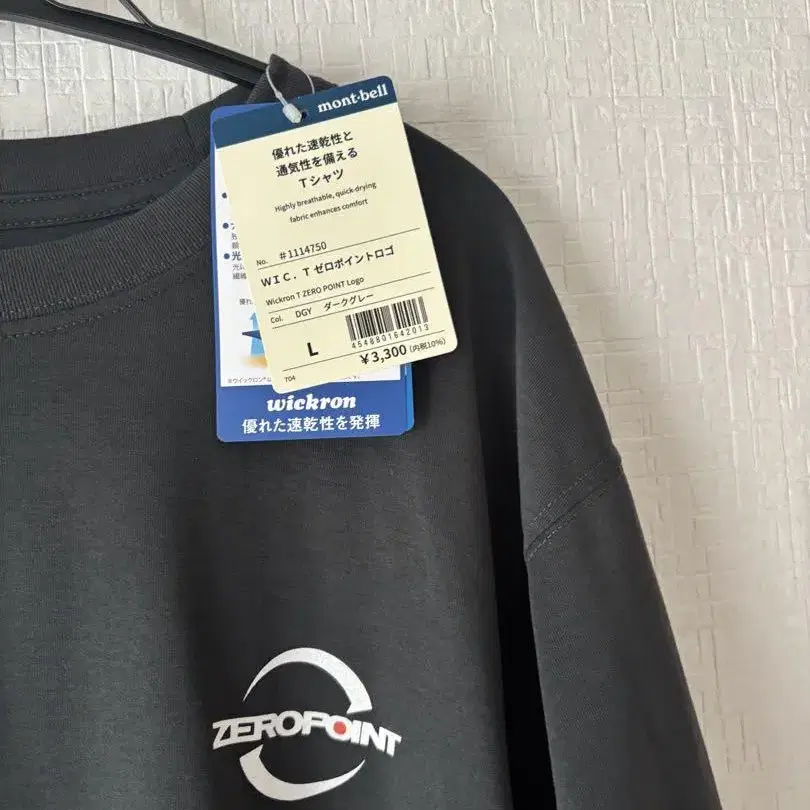 mont·bell
優れた速乾性と
通気性を備える
Tシャツ
Highly breathable, quick-drying
fabric enhances comfort
No. #1114750
WIC. T ゼロポイントロゴ
Wickron T ZERO POINT Logo
Col. DGY ダークグレー
L
4548801642013
¥3,300 (内税10%)
T04
wickron
優れた速乾性を発揮
ZEROPOINT